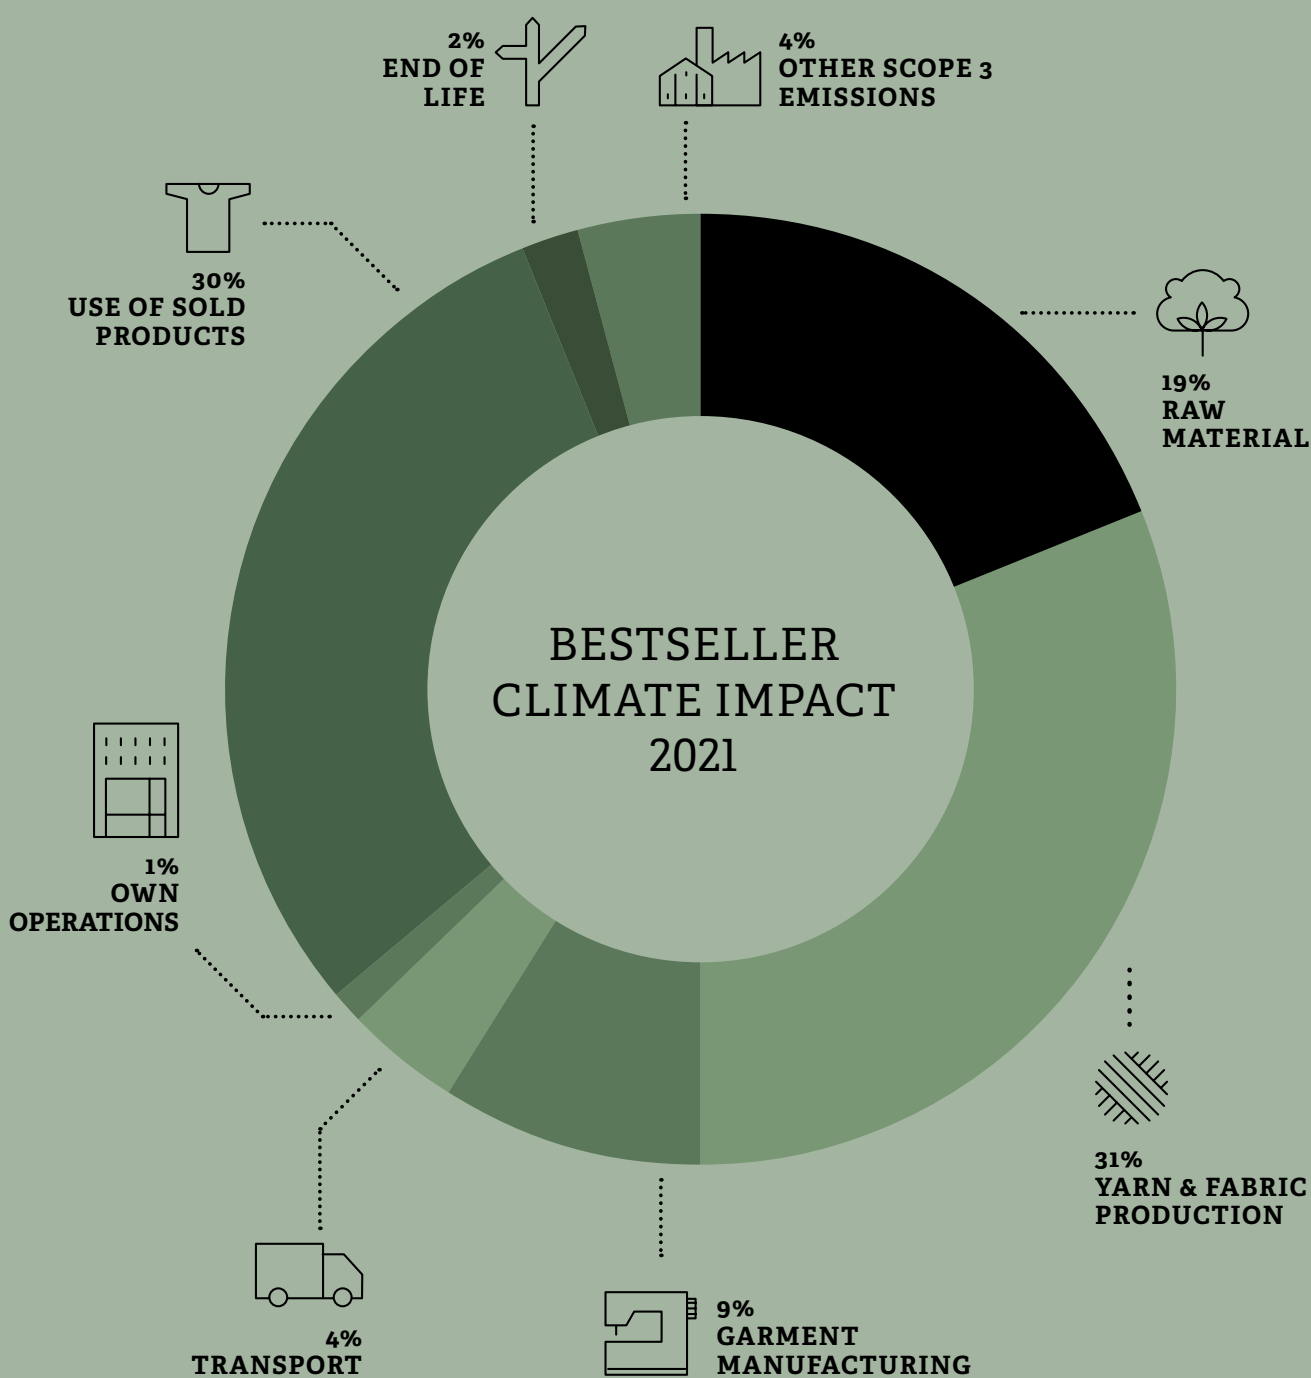 2%
END OF
LIFE
4%
OTHER SCOPE 3
EMISSIONS
30%
USE OF SOLD
PRODUCTS
19%
RAW
MATERIAL
BESTSELLER
CLIMATE IMPACT
2021
1%
OWN
OPERATIONS
31%
YARN & FABRIC
PRODUCTION
4%
TRANSPORT
9%
GARMENT
MANUFACTURING